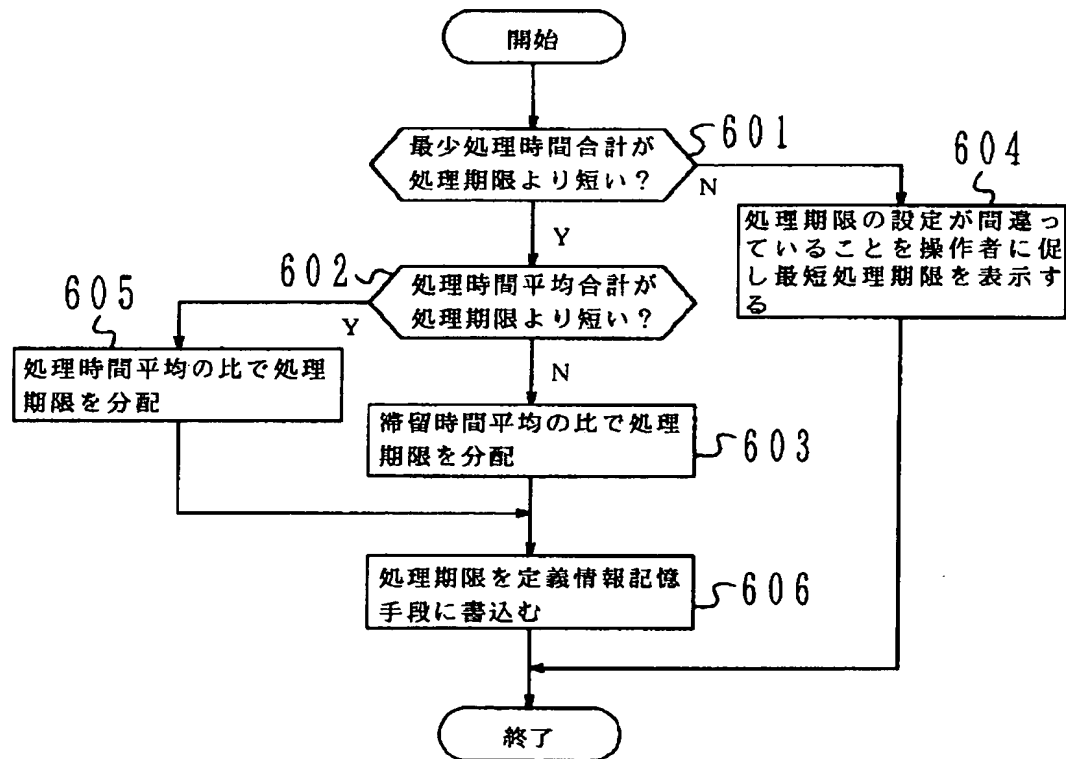 開始
最少処理時間合計が
処理期限より短い?
601
N
604
処理期限の設定が間違っ
ていることを操作者に促
し最短処理期限を表示す
る
Y
602
処理時間平均合計が
処理期限より短い?
605
Y
処理時間平均の比で処理
期限を分配
N
滞留時間平均の比で処理
期限を分配
603
処理期限を定義情報記憶
手段に書込む
606
終了